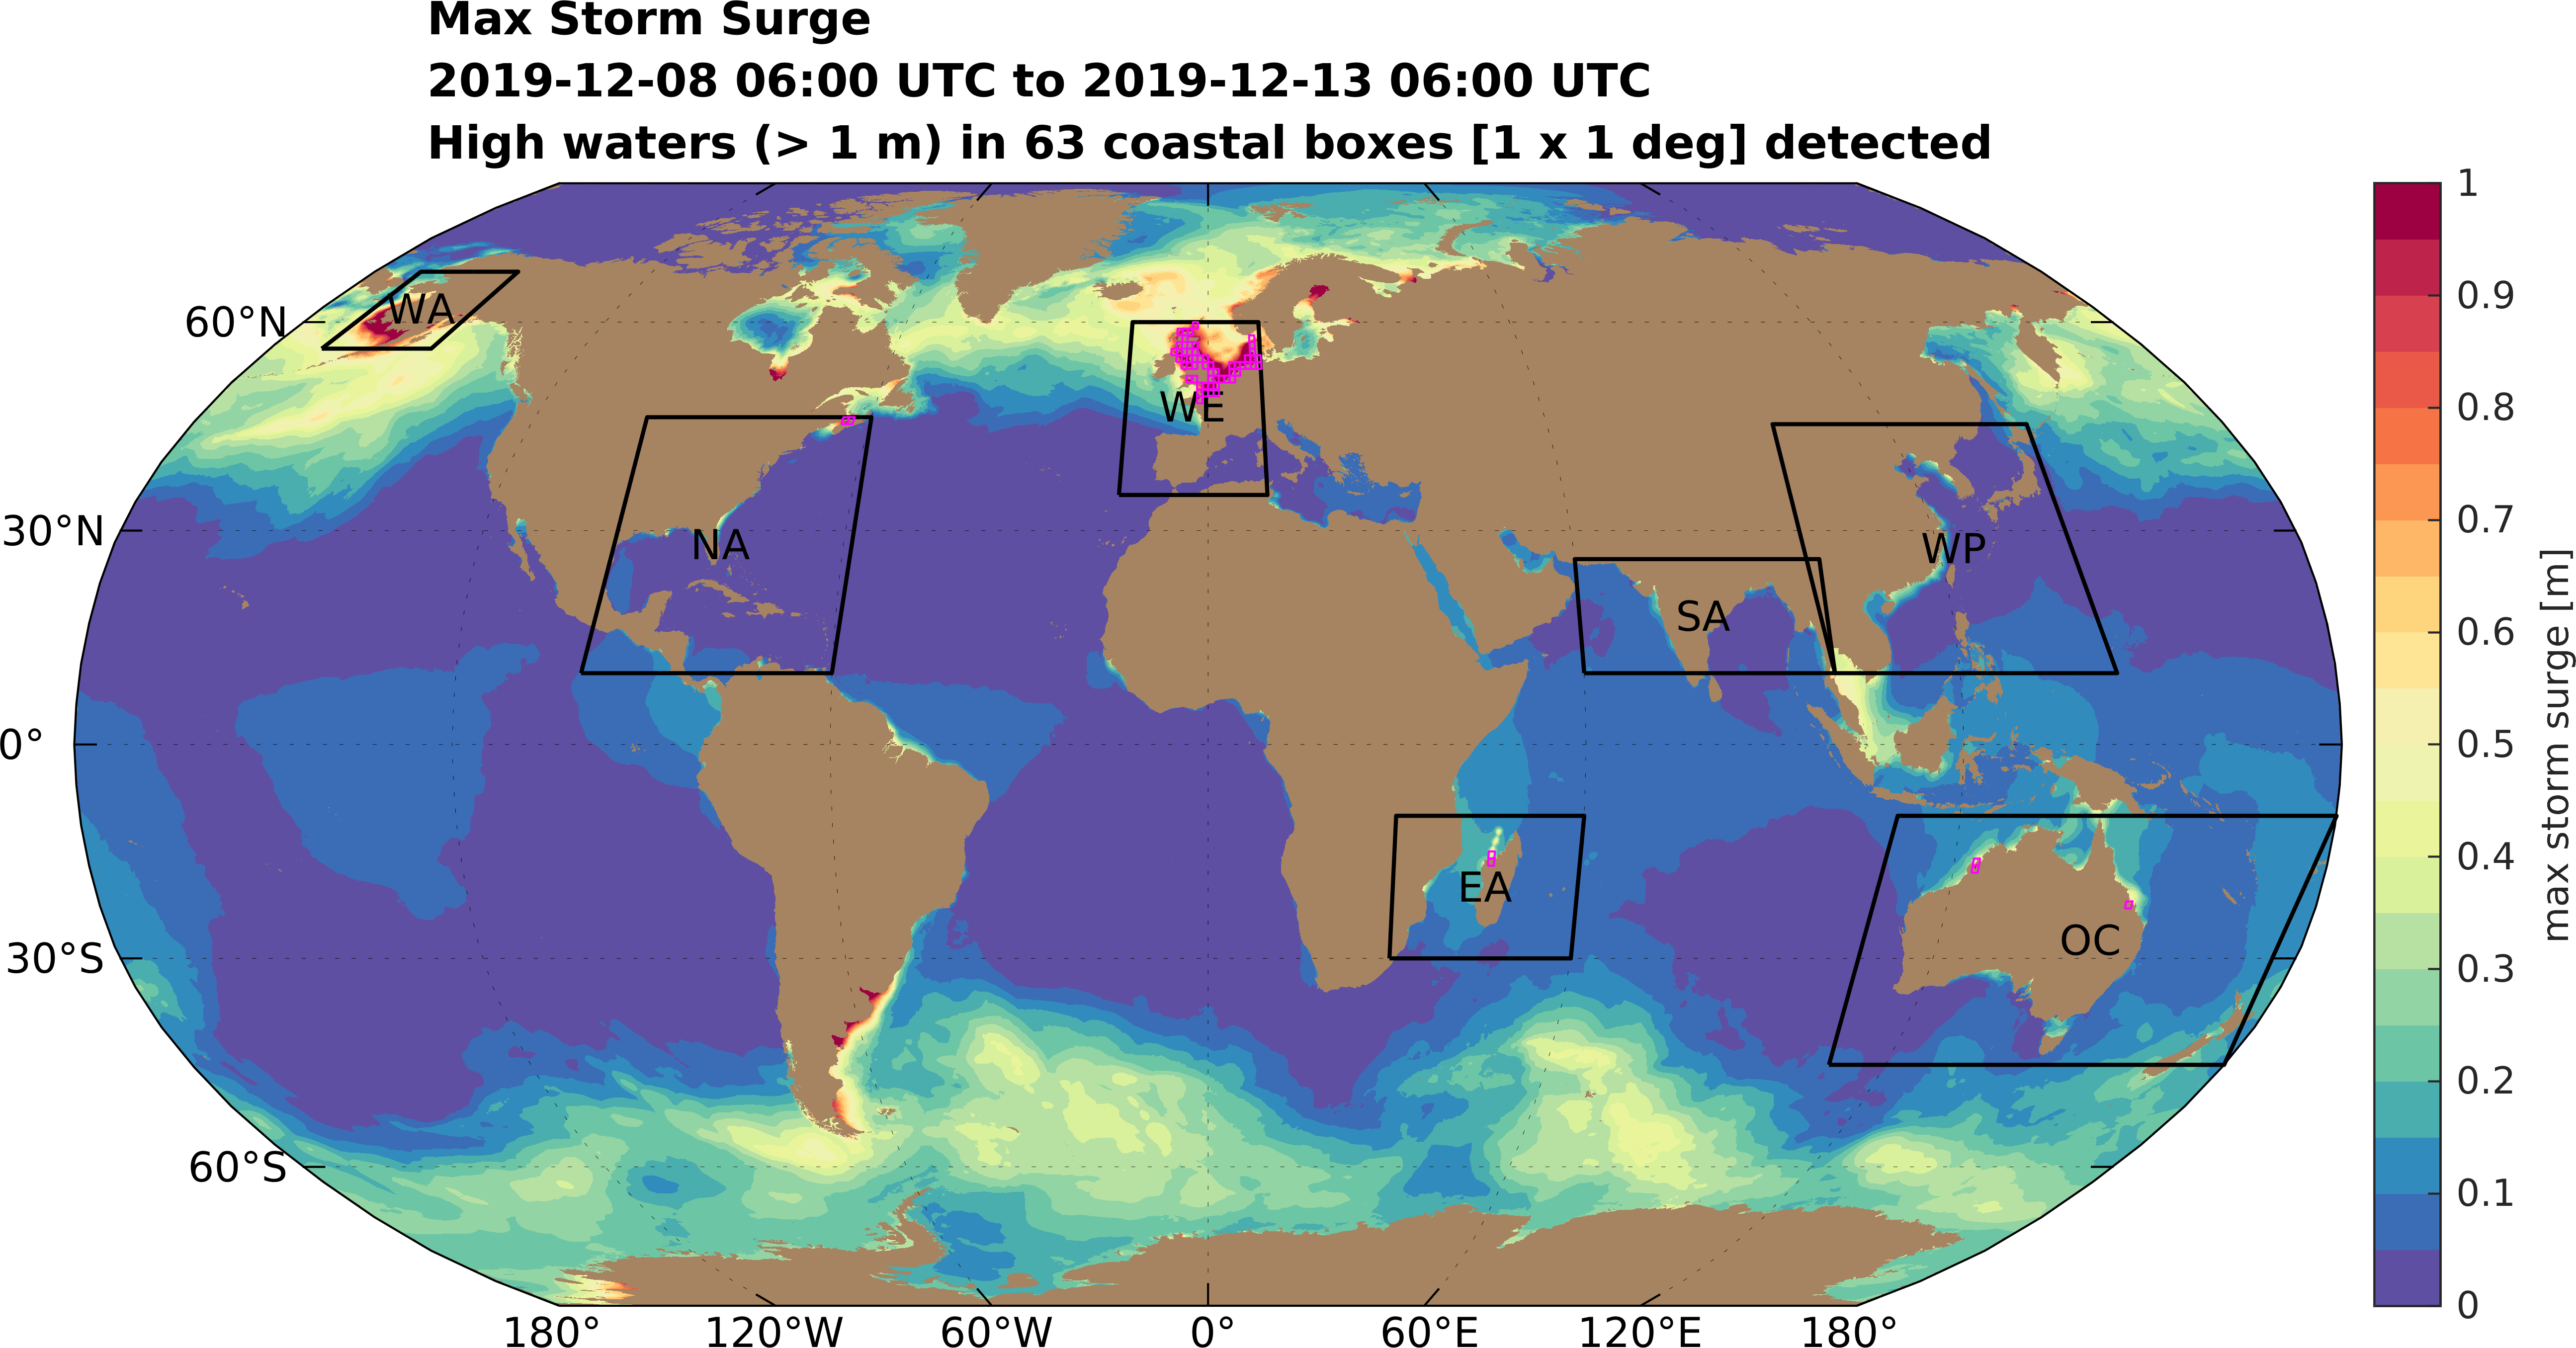 Max Storm Surge
2019-12-08 06:00 UTC to 2019-12-13 06:00 UTC
High waters (> 1 m) in 63 coastal boxes [1 x 1 deg] detected
60°N
30°N
0°
30°S
60°S
WA
NA
WE
SA
WP
EA
OC
180°
120°W
60°W
0°
60°E
120°E
180°
1
0.9
0.8
0.7
0.6
0.5
0.4
0.3
0.2
0.1
0
max storm surge [m]